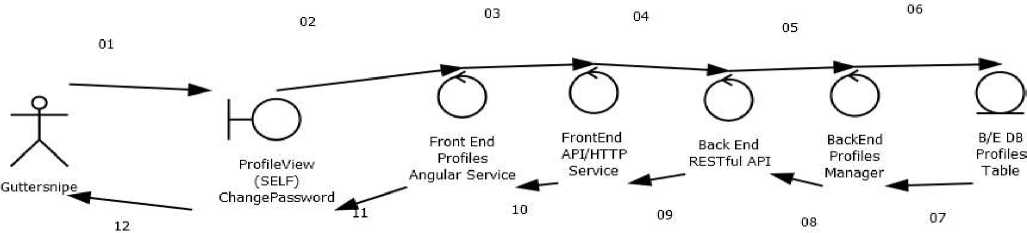 01
02
03
04
05
06
Guttersnipe
ProfileView
(SELF)
ChangePassword
Front End
Profiles
Angular Service
FrontEnd
API/HTTP
Service
Back End
RESTful API
BackEnd
Profiles
Manager
B/E DB
Profiles
Table
12
11
10
09
08
07